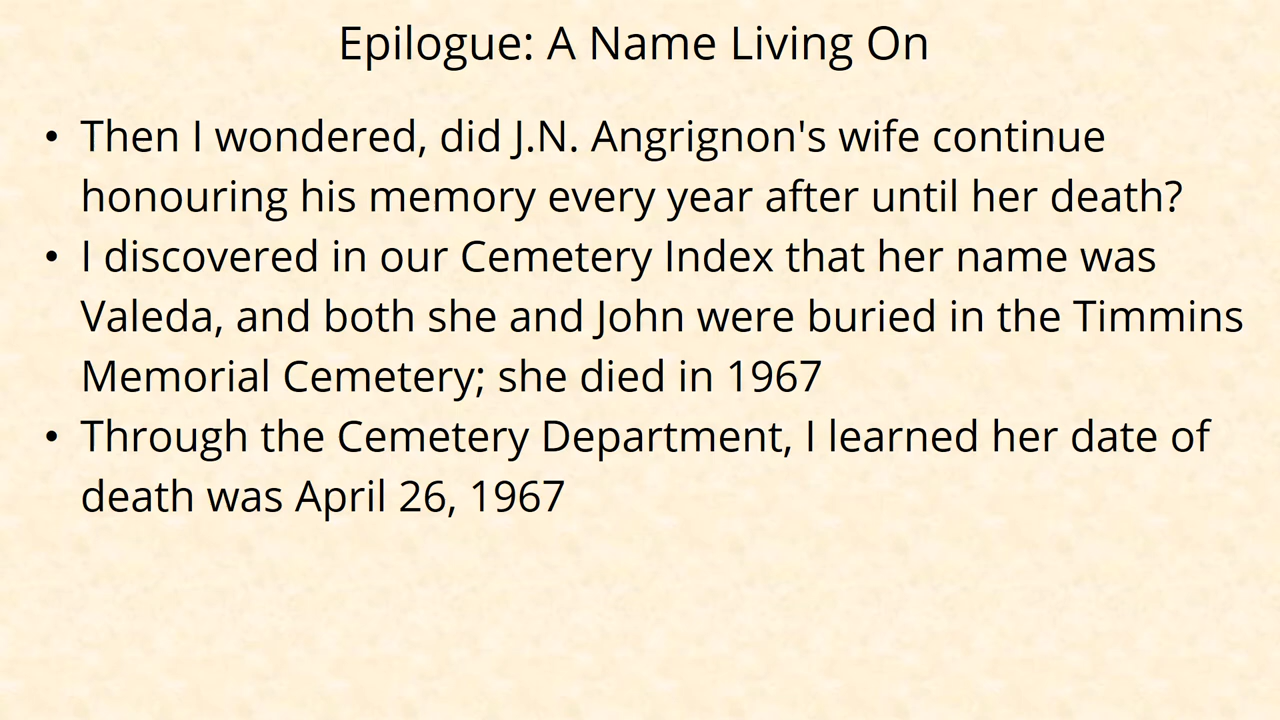 Epilogue: A Name Living On
• Then I wondered, did J.N. Angrignon's wife continue
honouring his memory every year after until her death?
• I discovered in our Cemetery Index that her name was
Valeda, and both she and John were buried in the Timmins
Memorial Cemetery; she died in 1967
• Through the Cemetery Department, I learned her date of
death was April 26, 1967